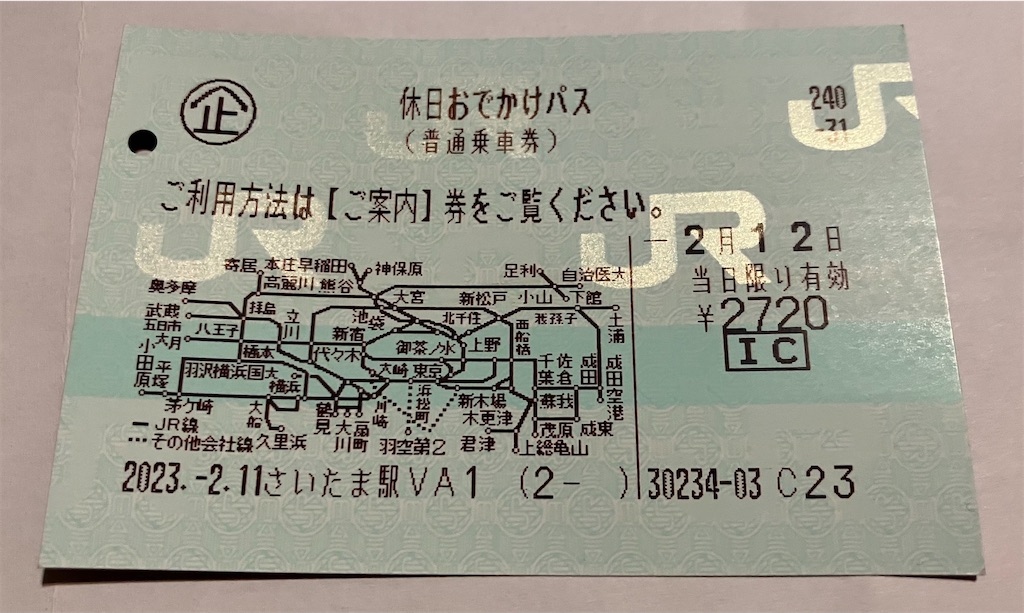 企
休日おでかけパス
(普通乗車券)
240
-31
ご利用方法は【ご案内】券をご覧ください。
-2月12日
当日限り有効
¥2720
IC
寄居 本庄早稲田 神保原 足利 自治医大
奥多摩 高麗川 熊谷 大宮 新松戸 小山 下館
武蔵五日市 拝島 立川 池袋 北千住 我孫子 土浦
大月 八王子 新宿 西船橋
小田原 平塚 橋本 代々木 御茶ノ水 上野 千葉 佐倉 成田 成田空港
羽沢横浜国大 横浜 大崎 東京
茅ケ崎 大船 鶴見 大川 扇町 川崎 浜松町 新木場 蘇我
木更津
JR線
その他会社線 久里浜 羽空第2 君津 茂原 成東
上総亀山
2023.-2.11さいたま駅VA1 (2- ) 30234-03 C23
JR
JR
JR